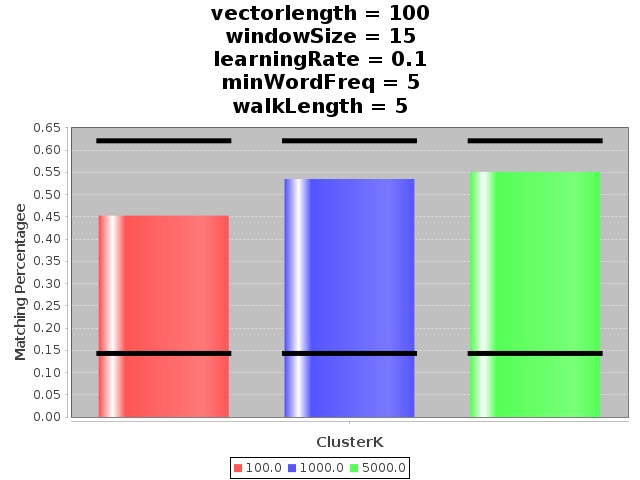 vectorlength = 100
windowSize = 15
learningRate = 0.1
minWordFreq = 5
walkLength = 5
0.65
0.60
0.55
0.50
0.45
0.40
0.35
0.30
0.25
0.20
0.15
0.10
0.05
0.00
Matching Percentagee
ClusterK
100.0 1000.0 5000.0